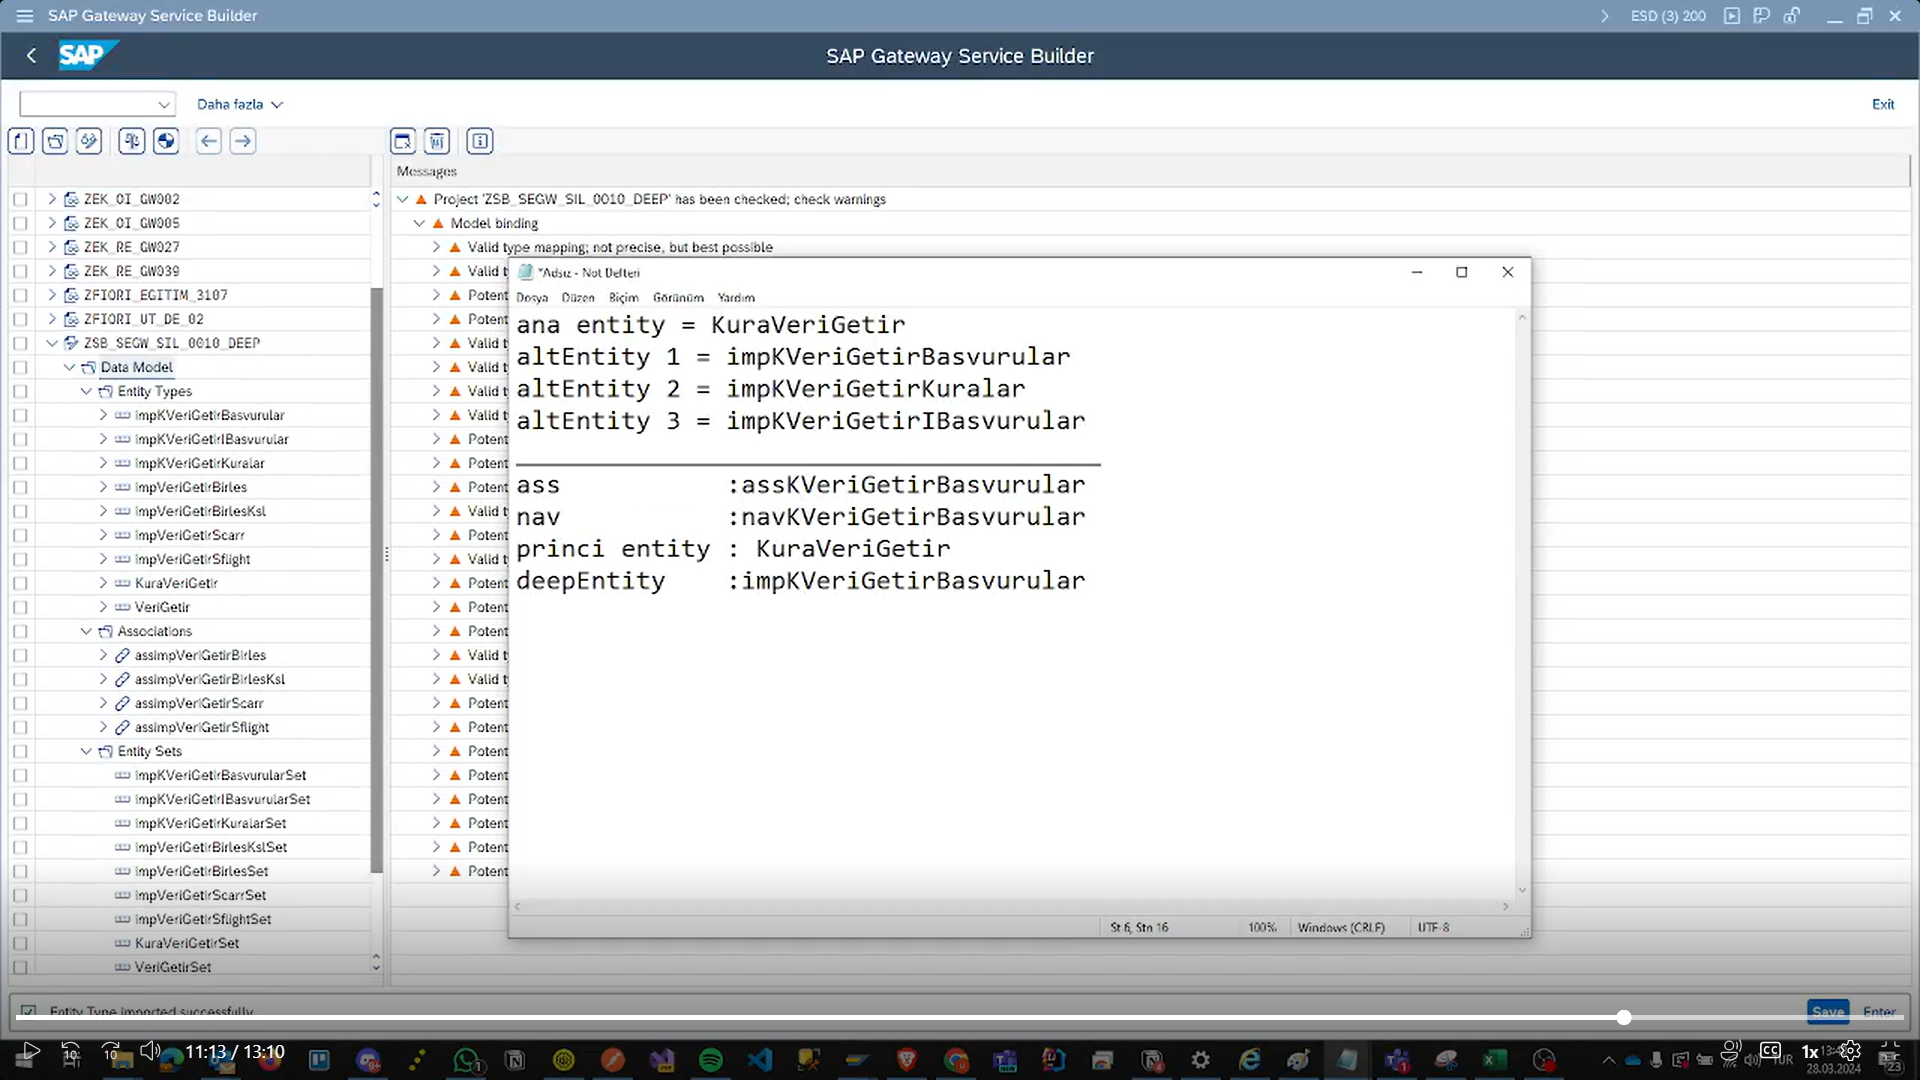 SAP Gateway Service Builder
ESD (3) 200
SAP
SAP Gateway Service Builder
Daha fazla
Exit
Messages
ZEK_OI_GW002
ZEK_OI_GW005
ZEK_RE_GW027
ZEK_RE_GW039
ZFIORI_EGITIM_3107
ZFIORI_UT_DE_02
ZSB_SEGW_SIL_0010_DEEP
Data Model
Entity Types
impKVeriGetirBasvurular
impKVeriGetirIBasvurular
impKVeriGetirKuralar
impVeriGetirBirles
impVeriGetirBirlesKsl
impVeriGetirScarr
impVeriGetirSflight
KuraVeriGetir
VeriGetir
Associations
assimpVeriGetirBirles
assimpVeriGetirBirlesKsl
assimpVeriGetirScarr
assimpVeriGetirSflight
Entity Sets
impKVeriGetirBasvurularSet
impKVeriGetirIBasvurularSet
impKVeriGetirKuralarSet
impVeriGetirBirlesKslSet
impVeriGetirBirlesSet
impVeriGetirScarrSet
impVeriGetirSflightSet
KuraVeriGetirSet
VeriGetirSet
Project 'ZSB_SEGW_SIL_0010_DEEP' has been checked; check warnings
Model binding
Valid type mapping; not precise, but best possible
Valid t
Potent
Potent
Valid t
Valid t
Valid t
Valid t
Potent
Potent
Potent
Valid t
Potent
Valid t
Potent
Potent
Potent
Valid t
Valid t
Potent
Potent
Potent
Potent
Potent
Potent
Potent
Potent
*Adsız - Not Defteri
Dosya Düzen Biçim Görünüm Yardım
ana entity = KuraVeriGetir
altEntity 1 = impKVeriGetirBasvurular
altEntity 2 = impKVeriGetirKuralar
altEntity 3 = impKVeriGetirIBasvurular
ass :assKVeriGetirBasvurular
nav :navKVeriGetirBasvurular
princi entity : KuraVeriGetir
deepEntity :impKVeriGetirBasvurular
St 6, Stn 16
100%
Windows (CRLF)
UTF-8
Entity Type imported successfully
Save
Enter
10
10
11:13 / 13:10
CC
1x
28.03.2024
23